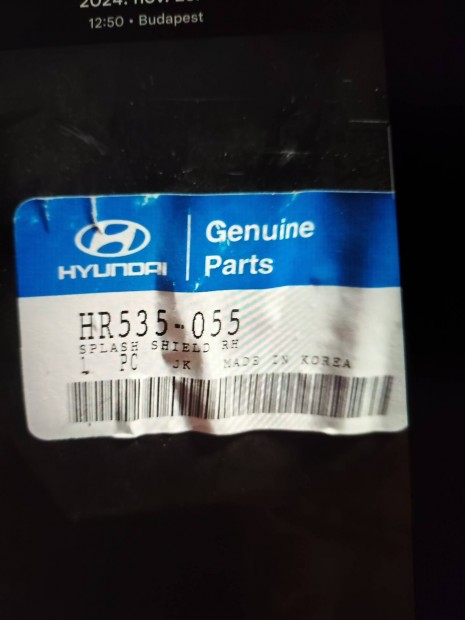 12:50 • Budapest
HYUNDAI
Genuine
Parts
HR535-055
SPLASH SHIELD RH
1 PC JK MADE IN KOREA